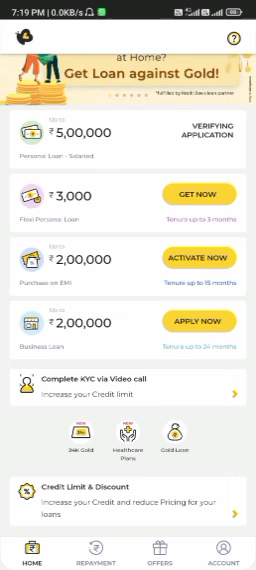 7:19 PM | 0.0KB/s
at Home?
Get Loan against Gold!
Up to
₹ 5,00,000
VERIFYING
APPLICATION
Personal Loan - Salaried
₹ 3,000
GET NOW
Flexi Personal Loan
Tenure up to 3 months
Up to
₹ 2,00,000
ACTIVATE NOW
Purchase on EMI
Tenure up to 15 months
Up to
₹ 2,00,000
APPLY NOW
Business Loan
Tenure up to 24 months
Complete KYC via Video call
Increase your Credit limit
NEW
NEW
24K Gold
Healthcare
Plans
Gold Loan
Credit Limit & Discount
Increase your Credit and reduce Pricing for your
loans
HOME
REPAYMENT
OFFERS
ACCOUNT